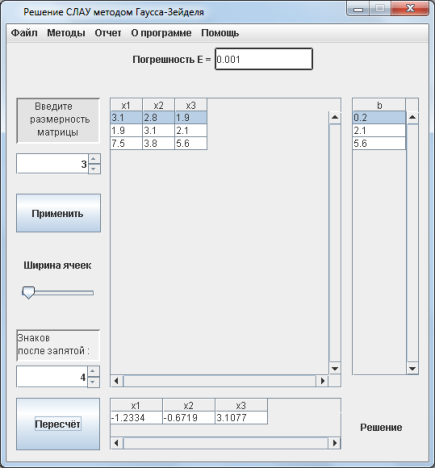 Решение СЛАУ методом Гаусса-Зейделя
Файл Методы Отчет О программе Помощь
Погрешность E = 0.001
Введите
размерность
матрицы
3
Применить
Ширина ячеек
Знаков
после запятой :
4
Пересчёт
x1 x2 x3
3.1 2.8 1.9
1.9 3.1 2.1
7.5 3.8 5.6
b
0.2
2.1
5.6
x1 x2 x3
-1.2334 -0.6719 3.1077
Решение